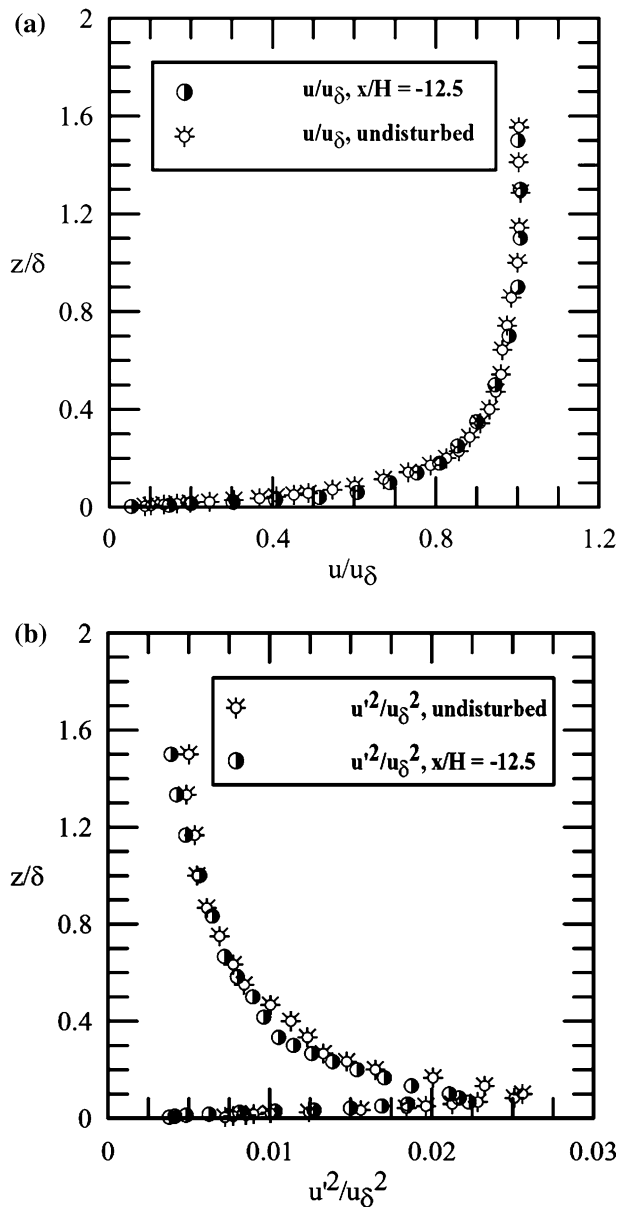 (a)
2
1.6
1.2
z/δ
0.8
0.4
0
u/uδ, x/H = -12.5
u/uδ, undisturbed
0 0.4 0.8 1.2
u/uδ
(b)
2
1.6
1.2
z/δ
0.8
0.4
0
u'²/uδ², undisturbed
u'²/uδ², x/H = -12.5
0 0.01 0.02 0.03
u'²/uδ²